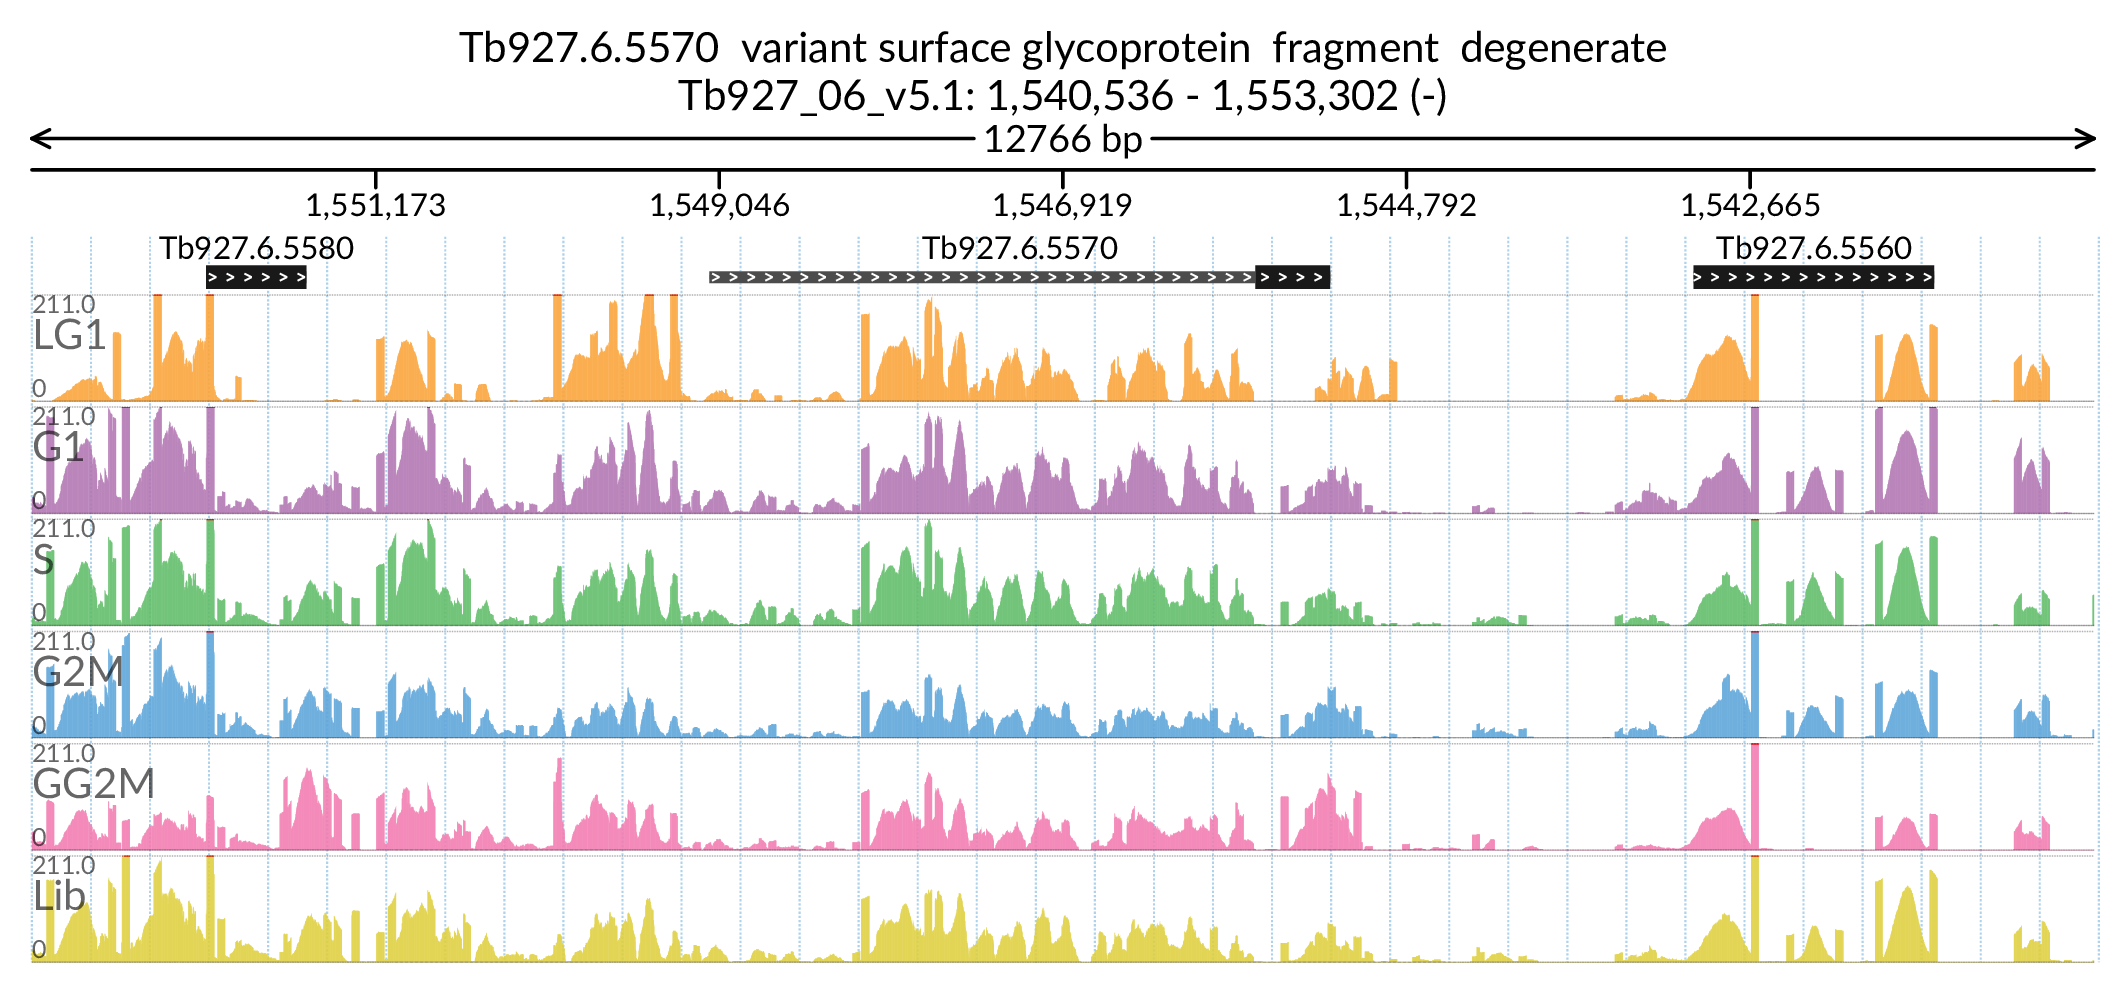 Tb927.6.5570 variant surface glycoprotein fragment degenerate
Tb927_06_v5.1: 1,540,536 - 1,553,302 (-)
12766 bp
1,551,173 1,549,046 1,546,919 1,544,792 1,542,665
Tb927.6.5580 Tb927.6.5570 Tb927.6.5560
211.0
LG1
0
211.0
G1
0
211.0
S
0
211.0
G2M
0
211.0
GG2M
0
211.0
Lib
0